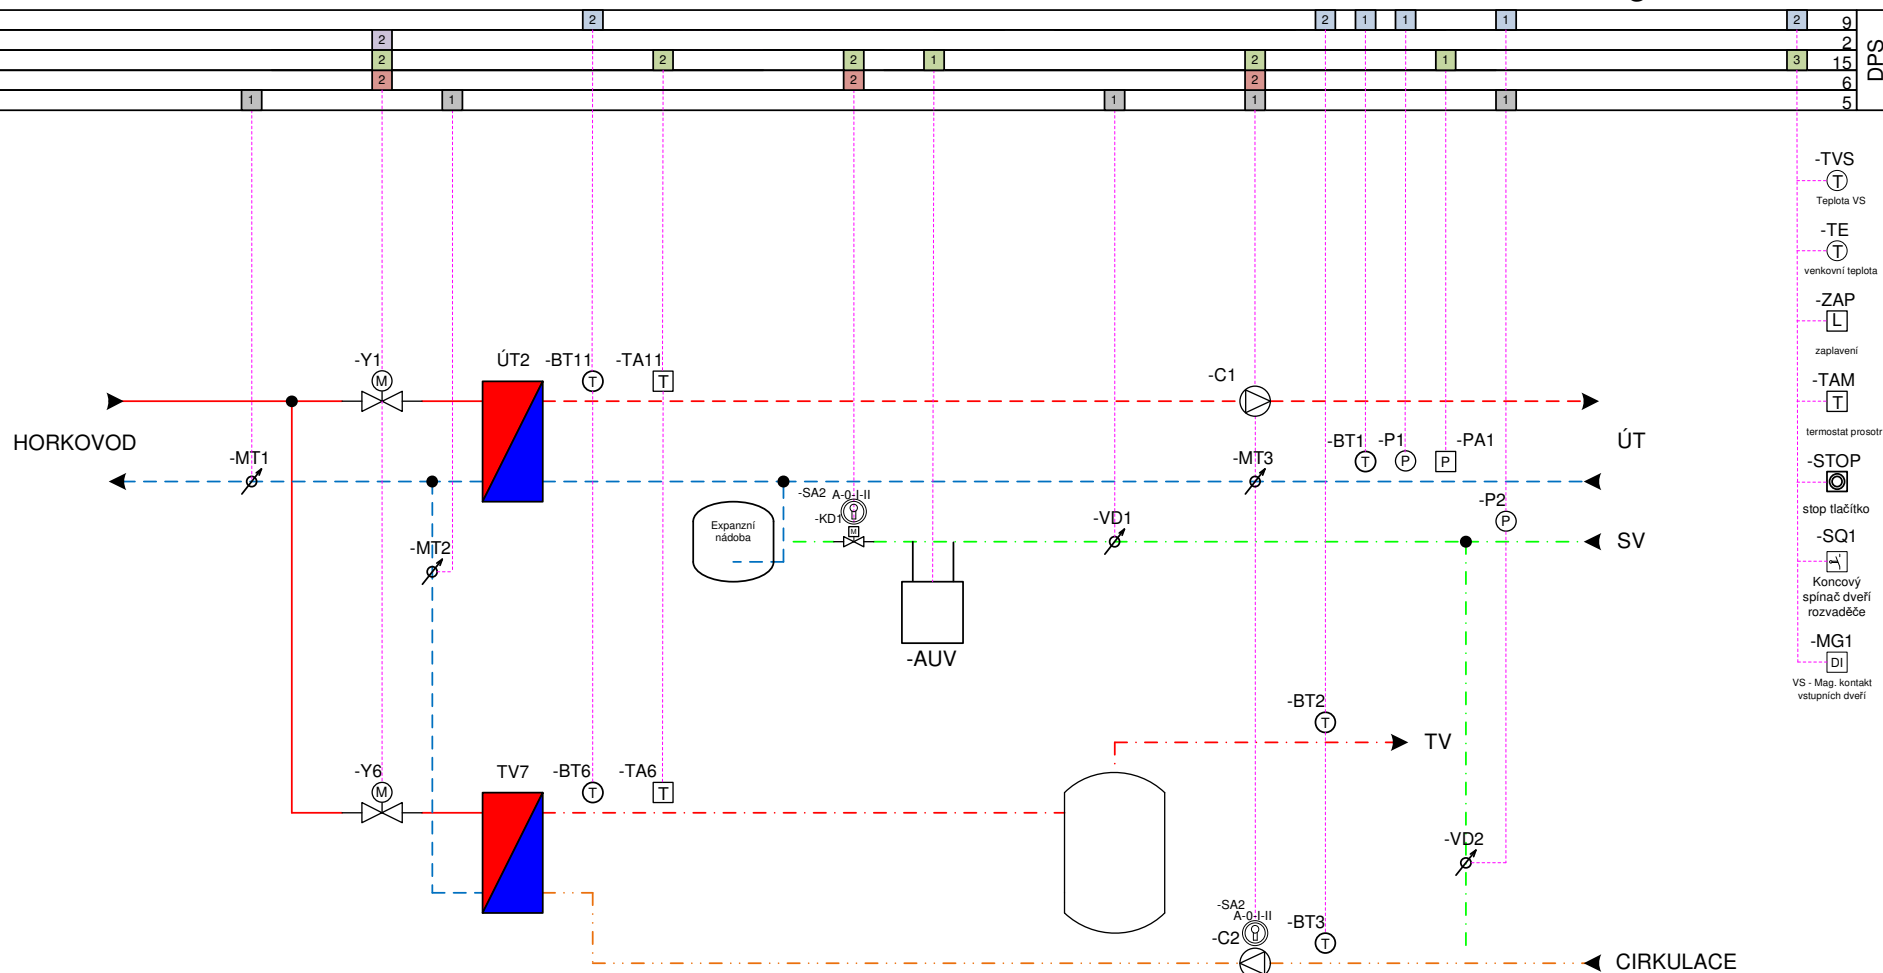 2 2 1 1 1 2 9
2 2
2 2 2 1 2 1 3 15
2 2 2 6
1 1 1 1 1 5
DPS
-TVS
T
Teplota VS
-TE
T
venkovní teplota
-ZAP
L
zaplavení
-TAM
T
termostat prosotr
-STOP
stop tlačítko
-SQ1
Koncový
spínač dveří
rozvaděče
-MG1
DI
VS - Mag. kontakt
vstupních dveří
-Y1
M
ÚT2
-BT11
T
-TA11
T
-C1
HORKOVOD
-MT1
-MT3
-BT1
T
-P1
P
-PA1
P
ÚT
-SA2
A-0-I-II
-KD1
M
Expanzní
nádoba
-MT2
-VD1
-P2
P
SV
-AUV
-BT2
T
TV
-Y6
M
TV7
-BT6
T
-TA6
T
-VD2
-SA2
A-0-I-II
-C2
-BT3
T
CIRKULACE